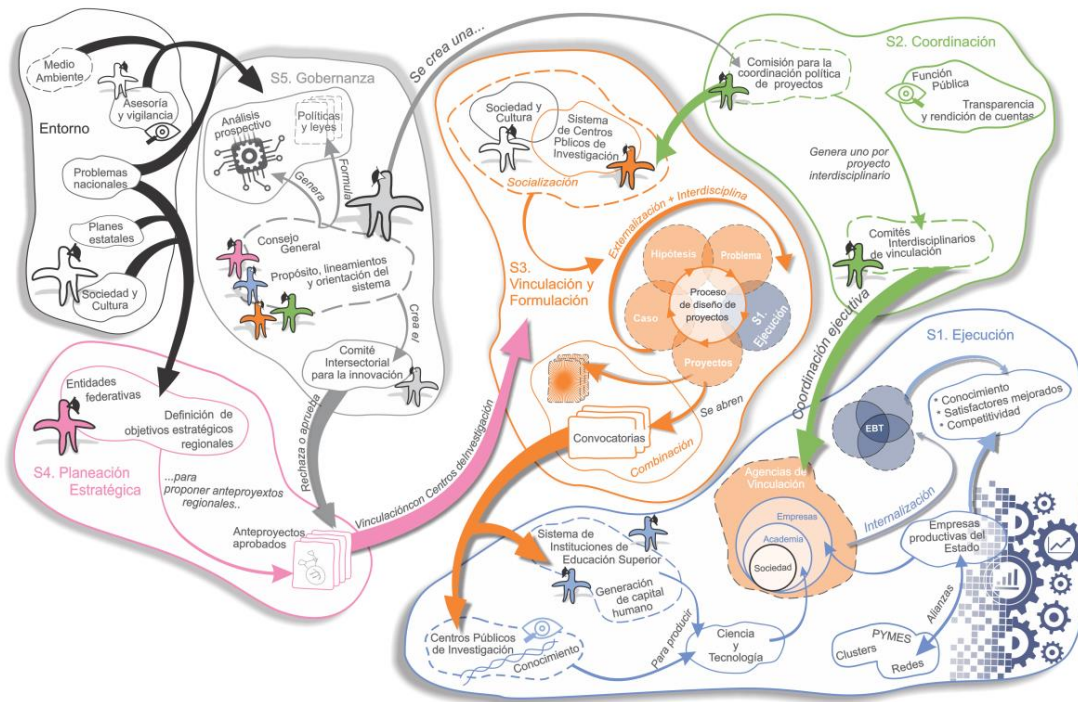 Medio
Ambiente
Asesoría
y vigilancia
Entorno
Problemas
nacionales
Planes
estatales
Sociedad y
Cultura
S5. Gobernanza
Análisis
prospectivo
Políticas
y leyes
Genera
Formula
Consejo
General
Propósito, lineamientos
y orientación del
sistema
Crea el
Comité
Intersectorial
para la innovación
Rechaza o aprueba
Se crea una...
Entidades
federativas
Definición de
objetivos estratégicos
regionales
S4. Planeación
Estratégica
...para
proponer anteproyextos
regionales..
Anteproyectos
aprobados
Vinculacióncon Centros deInvestigación
Sociedad y
Cultura
Sistema
de Centros
Pblicos de
Investigación
Socialización
S3.
Vinculación y
Formulación
Externalización + Interdisciplina
Hipótesis
Problema
Caso
Proceso
de diseño de
proyectos
S1.
Ejecución
Proyectos
Se abren
Convocatorias
Combinación
S2. Coordinación
Comisión para la
coordinación política
de proyectos
Función
Pública
Transparencia
y rendición de cuentas
Genera uno por
proyecto
interdisciplinario
Comités
Interdisciplinarios
de vinculación
Coordinación ejecutiva
S1. Ejecución
EBT
• Conocimiento
• Satisfactores mejorados
• Competitividad
Agencias de
Vinculación
Empresas
Academia
Sociedad
Internalización
Empresas
productivas del
Estado
Alianzas
PYMES
Clusters
Redes
Sistema de
Instituciones de
Educación Superior
Generación
de capital
humano
Centros Públicos
de Investigación
Conocimiento
Para producir
Ciencia
y
Tecnología